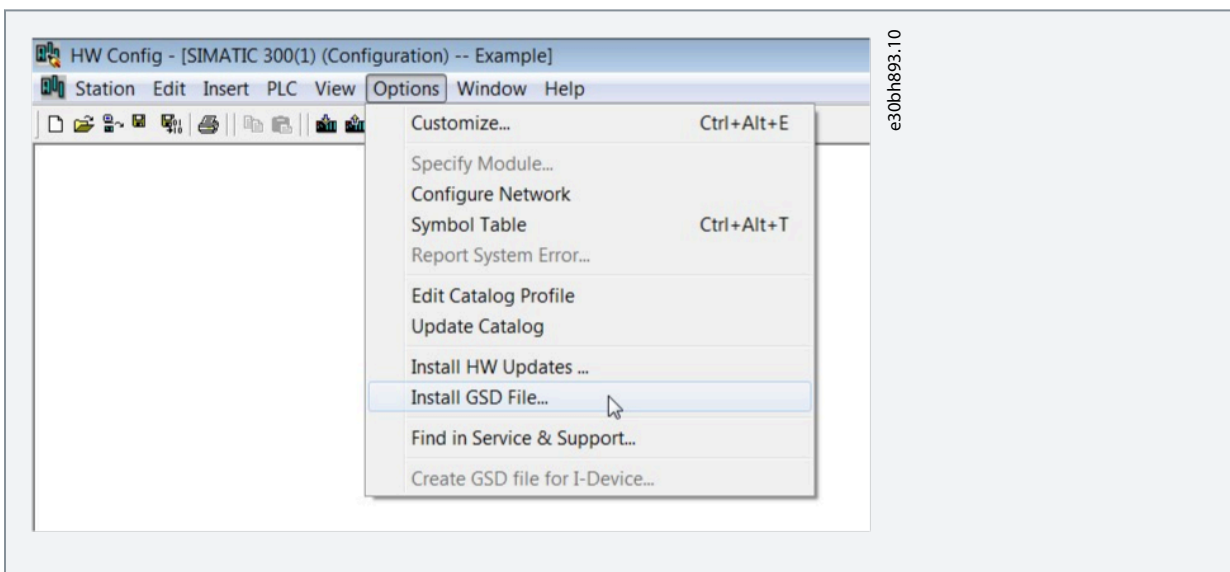 HW Config - [SIMATIC 300(1) (Configuration) -- Example]
Station Edit Insert PLC View Options Window Help
Customize... Ctrl+Alt+E
Specify Module...
Configure Network
Symbol Table Ctrl+Alt+T
Report System Error...
Edit Catalog Profile
Update Catalog
Install HW Updates ...
Install GSD File...
Find in Service & Support...
Create GSD file for I-Device...
e30bh893.10